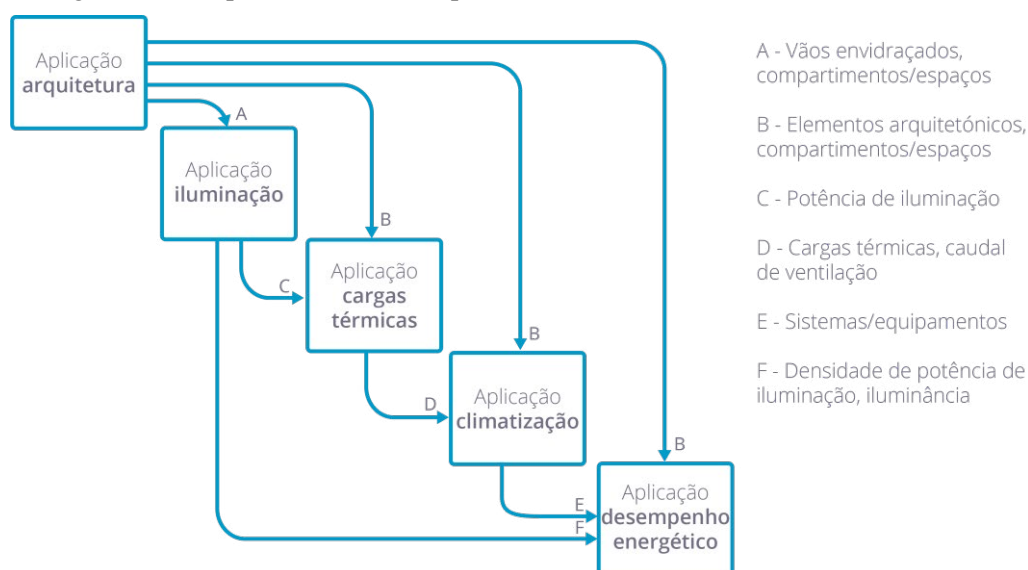 Aplicação
arquitetura
A
Aplicação
iluminação
B
C
Aplicação
cargas
térmicas
B
D
Aplicação
climatização
B
E
F
Aplicação
desempenho
energético
A - Vãos envidraçados,
compartimentos/espaços
B - Elementos arquitetónicos,
compartimentos/espaços
C - Potência de iluminação
D - Cargas térmicas, caudal
de ventilação
E - Sistemas/equipamentos
F - Densidade de potência de
iluminação, iluminância